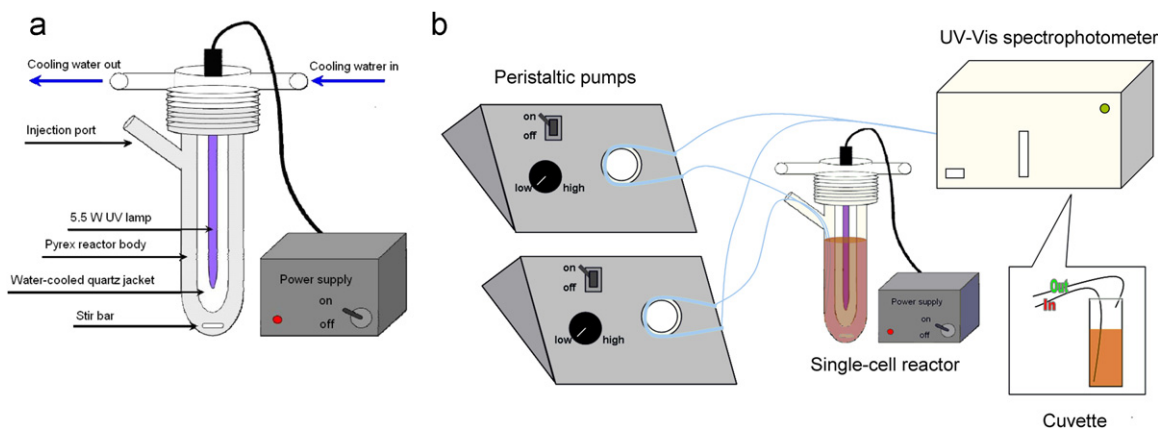 a
Cooling water out
Cooling watrer in
Injection port
5.5 W UV lamp
Pyrex reactor body
Water-cooled quartz jacket
Stir bar
Power supply
on
off
b
Peristaltic pumps
UV-Vis spectrophotometer
on
off
low
high
on
off
low
high
Power supply
on
off
Single-cell reactor
Out
In
Cuvette